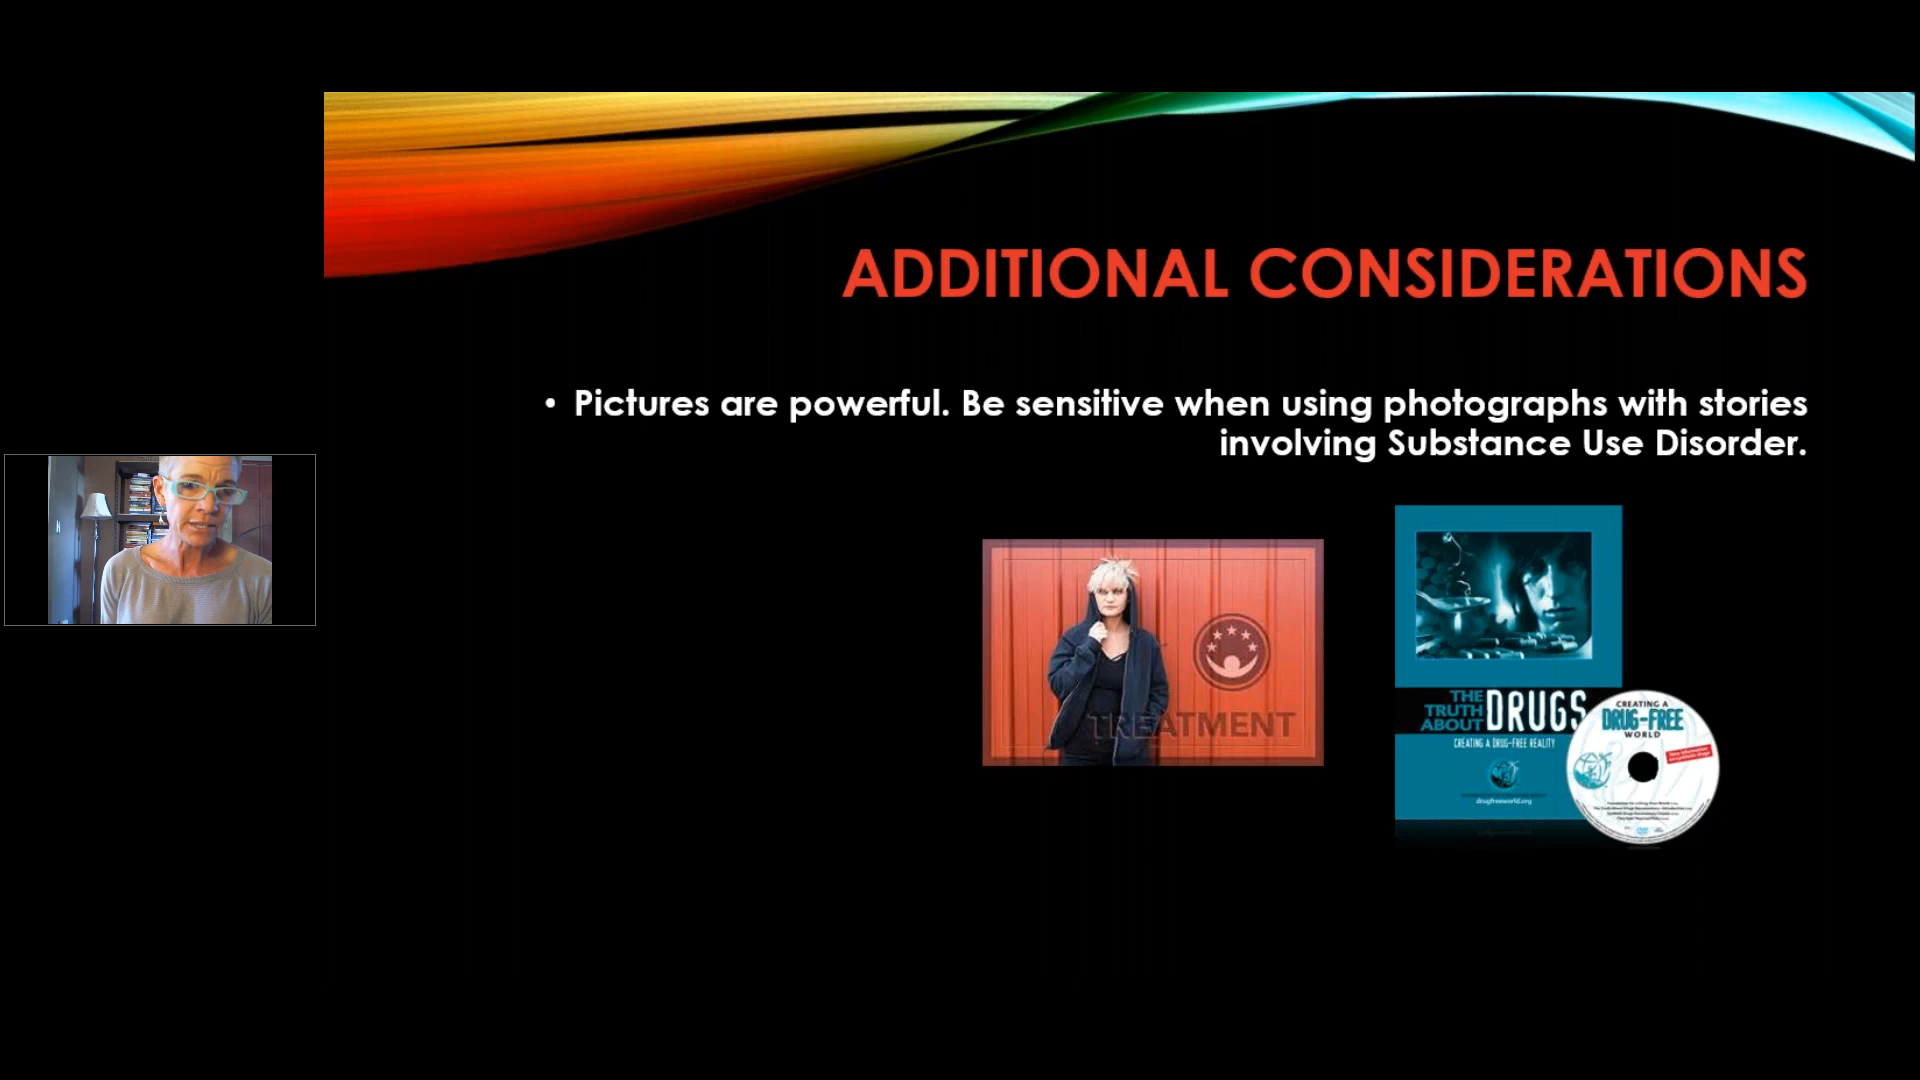 ADDITIONAL CONSIDERATIONS
• Pictures are powerful. Be sensitive when using photographs with stories
involving Substance Use Disorder.
TREATMENT
THE
TRUTH
ABOUT
DRUGS
CREATING A DRUG-FREE REALITY
drugfreeworld.org
CREATING A
DRUG-FREE
WORLD